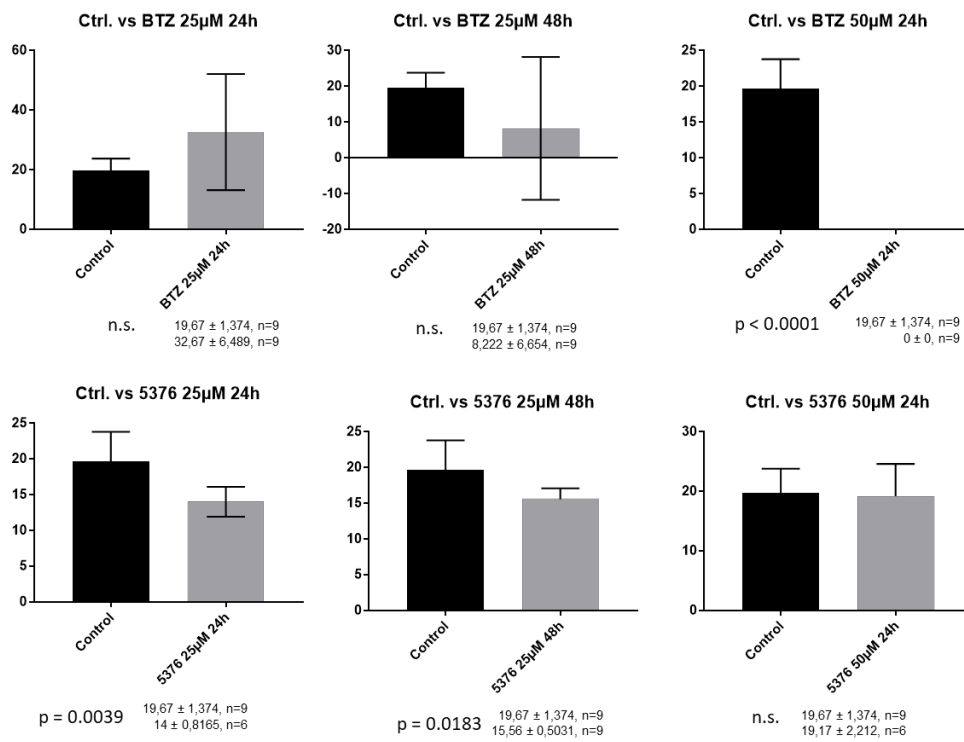 Ctrl. vs BTZ 25µM 24h
60
40
20
0
Control
BTZ 25µM 24h
n.s.
19,67 ± 1,374, n=9
32,67 ± 6,489, n=9
Ctrl. vs BTZ 25µM 48h
30
20
10
0
-10
-20
Control
BTZ 25µM 48h
n.s.
19,67 ± 1,374, n=9
8,222 ± 6,654, n=9
Ctrl. vs BTZ 50µM 24h
25
20
15
10
5
0
Control
BTZ 50µM 24h
p < 0.0001
19,67 ± 1,374, n=9
0 ± 0, n=9
Ctrl. vs 5376 25µM 24h
25
20
15
10
5
0
Control
5376 25µM 24h
p = 0.0039
19,67 ± 1,374, n=9
14 ± 0,8165, n=6
Ctrl. vs 5376 25µM 48h
25
20
15
10
5
0
Control
5376 25µM 48h
p = 0.0183
19,67 ± 1,374, n=9
15,56 ± 0,5031, n=9
Ctrl. vs 5376 50µM 24h
30
20
10
0
Control
5376 50µM 24h
n.s.
19,67 ± 1,374, n=9
19,17 ± 2,212, n=6